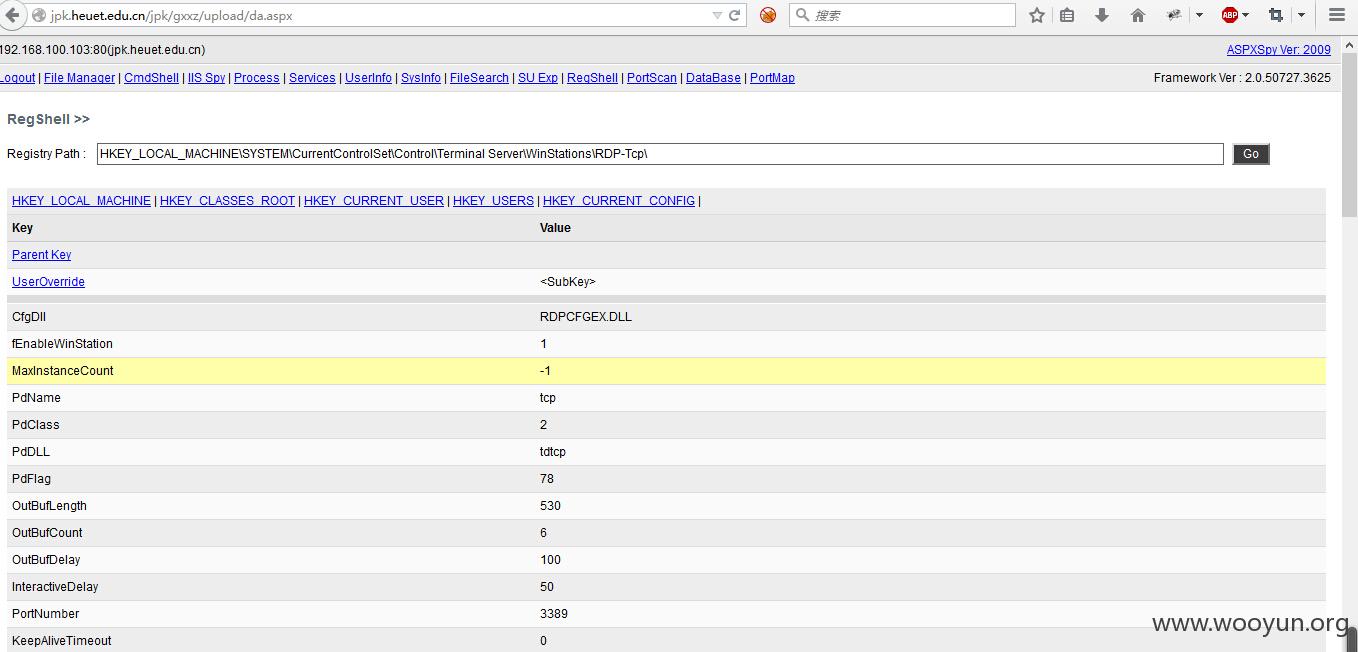 jpk.heuet.edu.cn/jpk/gxxz/upload/da.aspx
搜索
ABP
192.168.100.103:80(jpk.heuet.edu.cn)
ASPXSpy Ver: 2009
Logout | File Manager | CmdShell | IIS Spy | Process | Services | UserInfo | SysInfo | FileSearch | SU Exp | RegShell | PortScan | DataBase | PortMap
Framework Ver : 2.0.50727.3625
RegShell >>
Registry Path : HKEY_LOCAL_MACHINE\SYSTEM\CurrentControlSet\Control\Terminal Server\WinStations\RDP-Tcp\ Go
HKEY_LOCAL_MACHINE | HKEY_CLASSES_ROOT | HKEY_CURRENT_USER | HKEY_USERS | HKEY_CURRENT_CONFIG |
Key Value
Parent Key
UserOverride <SubKey>
CfgDll RDPCFGEX.DLL
fEnableWinStation 1
MaxInstanceCount -1
PdName tcp
PdClass 2
PdDLL tdtcp
PdFlag 78
OutBufLength 530
OutBufCount 6
OutBufDelay 100
InteractiveDelay 50
PortNumber 3389
KeepAliveTimeout 0
www.wooyun.org